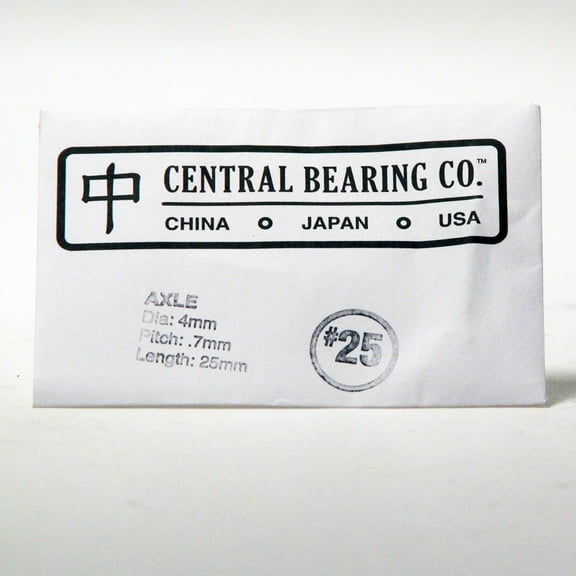 中
CENTRAL BEARING CO.™
CHINA o JAPAN o USA
AXLE
Dia: 4mm
Pitch: .7mm
Length: 25mm
#25